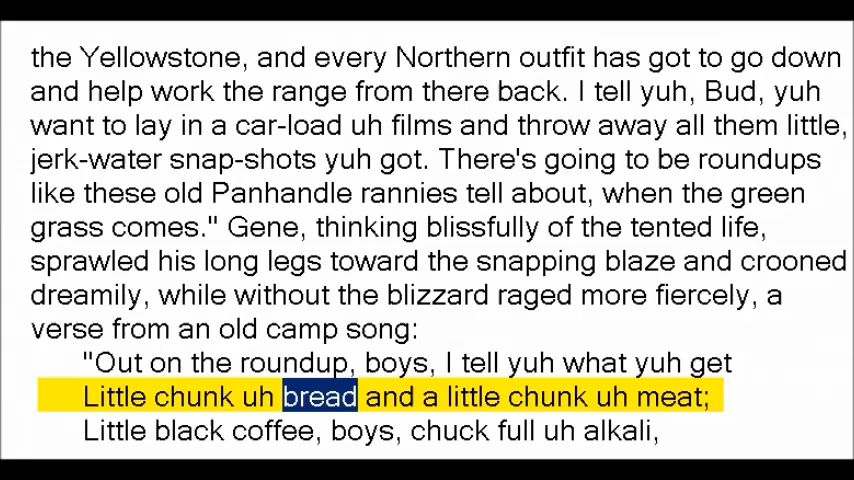 the Yellowstone, and every Northern outfit has got to go down
and help work the range from there back. I tell yuh, Bud, yuh
want to lay in a car-load uh films and throw away all them little,
jerk-water snap-shots yuh got. There's going to be roundups
like these old Panhandle rannies tell about, when the green
grass comes." Gene, thinking blissfully of the tented life,
sprawled his long legs toward the snapping blaze and crooned
dreamily, while without the blizzard raged more fiercely, a
verse from an old camp song:
"Out on the roundup, boys, I tell yuh what yuh get
Little chunk uh bread and a little chunk uh meat;
Little black coffee, boys, chuck full uh alkali,